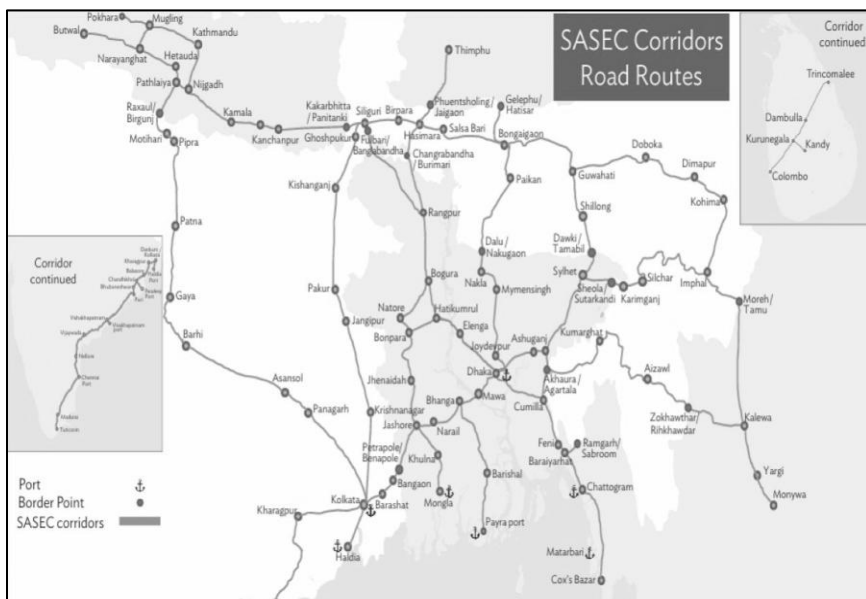 SASEC Corridors
Road Routes
Corridor
continued
Trincomalee
Dambulla
Kurunegala
Kandy
Colombo
Pokhara
Mugling
Butwal
Kathmandu
Narayanghat
Hetauda
Pathlaiya
Nijgadh
Raxaul/
Birgunj
Motihari
Pipra
Kamala
Kanchanpur
Kakarbhitta
/ Panitanki
Ghoshpukur
Siliguri
Fulbari/
Banglabandha
Birpara
Thimphu
Phuentsholing/
Jaigaon
Hasimara
Salsa Bari
Changrabandha
/ Burimari
Gelephu/
Hatisar
Bongaigaon
Paikan
Guwahati
Doboka
Dimapur
Kohima
Shillong
Dawki/
Tamabil
Dalu /
Nakugaon
Nakla
Mymensingh
Sylhet
Sheola/
Sutarkandi
Karimganj
Silchar
Imphal
Moreh /
Tamu
Kishanganj
Rangpur
Patna
Gaya
Barhi
Pakur
Jangipur
Bogura
Natore
Hatikumrul
Bonpara
Elenga
Joydevpur
Ashuganj
Kumarghat
Dhaka
Akhaura /
Agartala
Aizawl
Zokhawthar/
Rihkhawdar
Kalewa
Jhenaidah
Mawa
Cumilla
Asansol
Panagarh
Krishnanagar
Bhanga
Jashore
Narail
Feni
Ramgarh/
Sabroom
Baraiyarhat
Yargi
Monywa
Petrapole/
Benapole
Khulna
Barishal
Bangaon
Chattogram
Kolkata
Barashat
Mongla
Kharagpur
Payra port
Haldia
Matarbari
Cox's Bazar
Corridor
continued
Port
Border Point
SASEC corridors